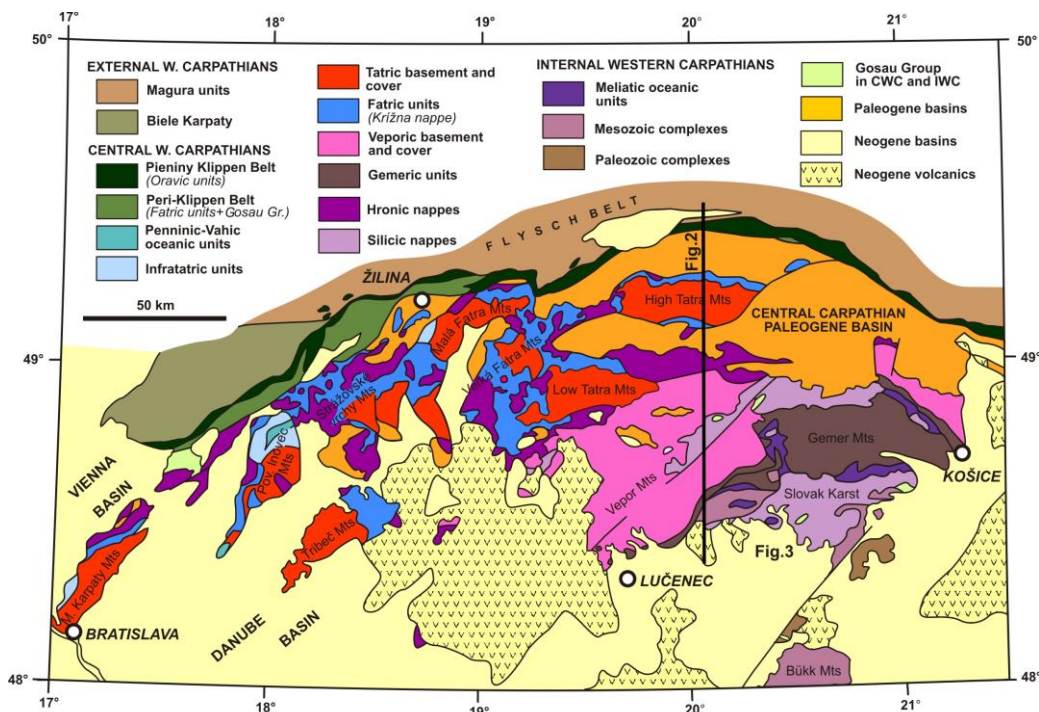 17°
18°
19°
20°
21°
50°
50°
EXTERNAL W. CARPATHIANS
Magura units
Biele Karpaty
CENTRAL W. CARPATHIANS
Pieniny Klippen Belt
(Oravic units)
Peri-Klippen Belt
(Fatric units+Gosau Gr.)
Penninic-Vahic
oceanic units
Infratatric units
Tatric basement and
cover
Fatric units
(Krížna nappe)
Veporic basement
and cover
Gemeric units
Hronic nappes
Silicic nappes
INTERNAL WESTERN CARPATHIANS
Meliatic oceanic
units
Mesozoic complexes
Paleozoic complexes
Gosau Group
in CWC and IWC
Paleogene basins
Neogene basins
Neogene volcanics
50 km
FLYSCH BELT
Fig.2
ŽILINA
Malá Fatra Mts
High Tatra Mts
CENTRAL CARPATHIAN
PALEOGENE BASIN
49°
49°
Veľká Fatra Mts
Strážovské
vrchy Mts
Low Tatra Mts
Pov. Inovec
Mts
Gemer Mts
KOŠICE
VIENNA
BASIN
Vepor Mts
Slovak Karst
Tribeč Mts
Fig.3
M. Karpaty Mts
LUČENEC
BRATISLAVA
DANUBE
BASIN
Bükk Mts
48°
48°
17°
18°
19°
20°
21°